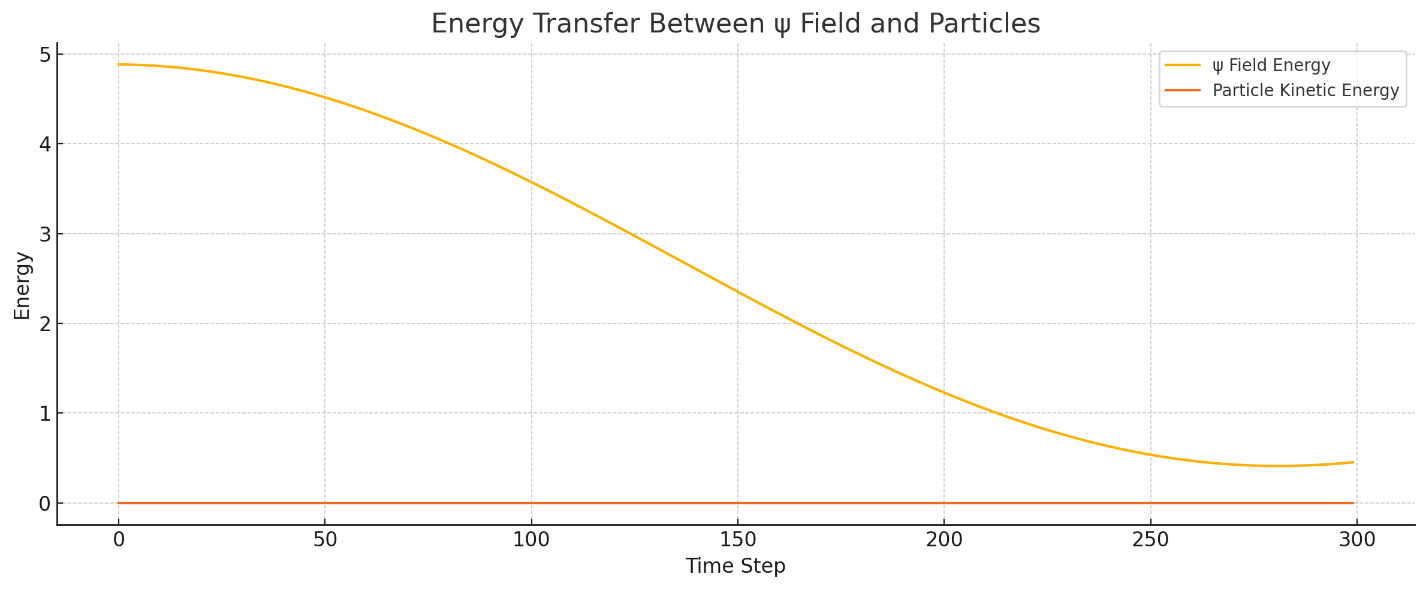 Energy Transfer Between ψ Field and Particles
ψ Field Energy
Particle Kinetic Energy
Energy
5
4
3
2
1
0
0 50 100 150 200 250 300
Time Step